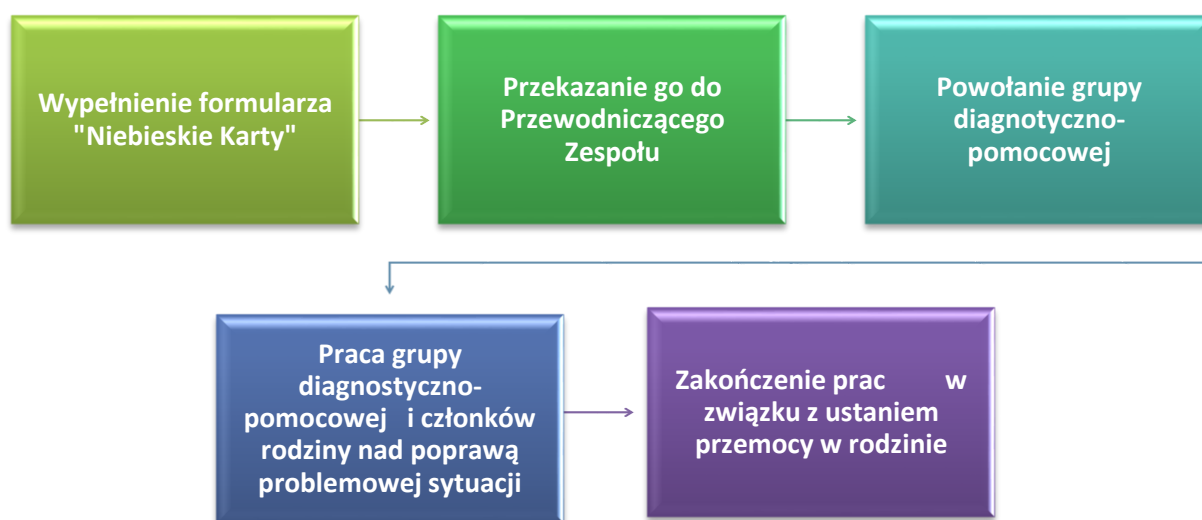 Wypełnienie formularza
"Niebieskie Karty"
Przekazanie go do
Przewodniczącego
Zespołu
Powołanie grupy
diagnotyczno-
pomocowej
Praca grupy
diagnostyczno-
pomocowej i członków
rodziny nad poprawą
problemowej sytuacji
Zakończenie prac w
związku z ustaniem
przemocy w rodzinie